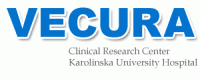 VECURA
Clinical Research Center
Karolinska University Hospital